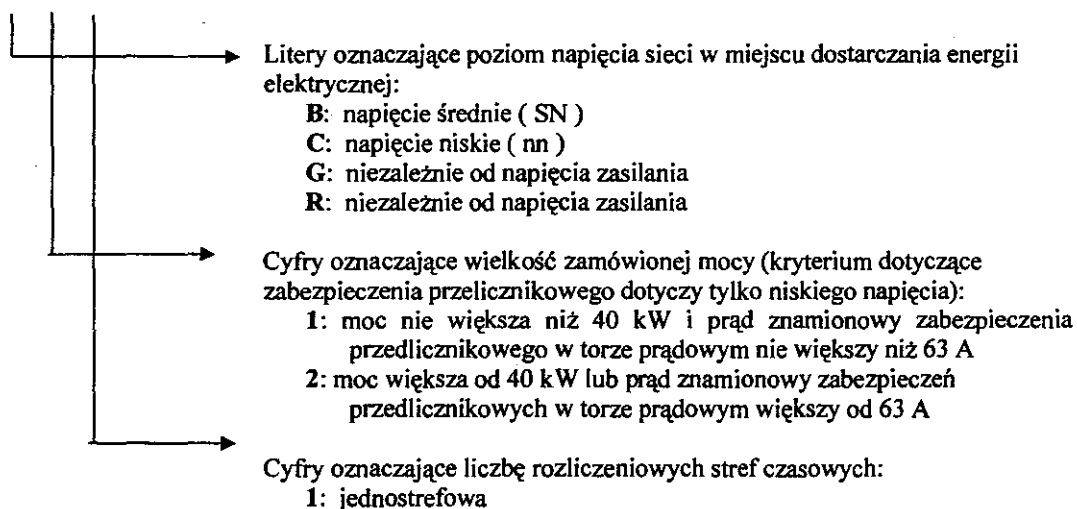 Litery oznaczające poziom napięcia sieci w miejscu dostarczania energii
elektrycznej:
B: napięcie średnie ( SN )
C: napięcie niskie ( nn )
G: niezależnie od napięcia zasilania
R: niezależnie od napięcia zasilania
Cyfry oznaczające wielkość zamówionej mocy (kryterium dotyczące
zabezpieczenia przelicznikowego dotyczy tylko niskiego napięcia):
1: moc nie większa niż 40 kW i prąd znamionowy zabezpieczenia
przedlicznikowego w torze prądowym nie większy niż 63 A
2: moc większa od 40 kW lub prąd znamionowy zabezpieczeń
przedlicznikowych w torze prądowym większy od 63 A
Cyfry oznaczające liczbę rozliczeniowych stref czasowych:
1: jednostrefowa